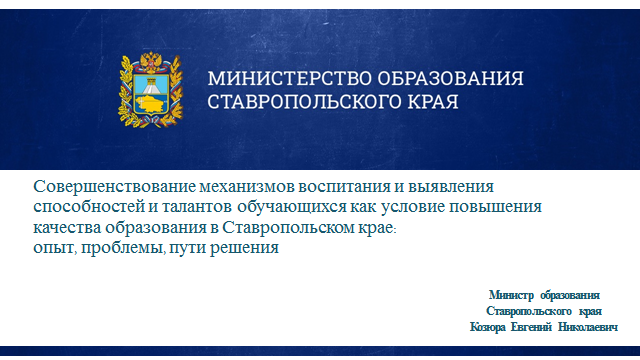 МИНИСТЕРСТВО ОБРАЗОВАНИЯ
СТАВРОПОЛЬСКОГО КРАЯ
Совершенствование механизмов воспитания и выявления
способностей и талантов обучающихся как условие повышения
качества образования в Ставропольском крае:
опыт, проблемы, пути решения
Министр образования
Ставропольского края
Козюра Евгений Николаевич